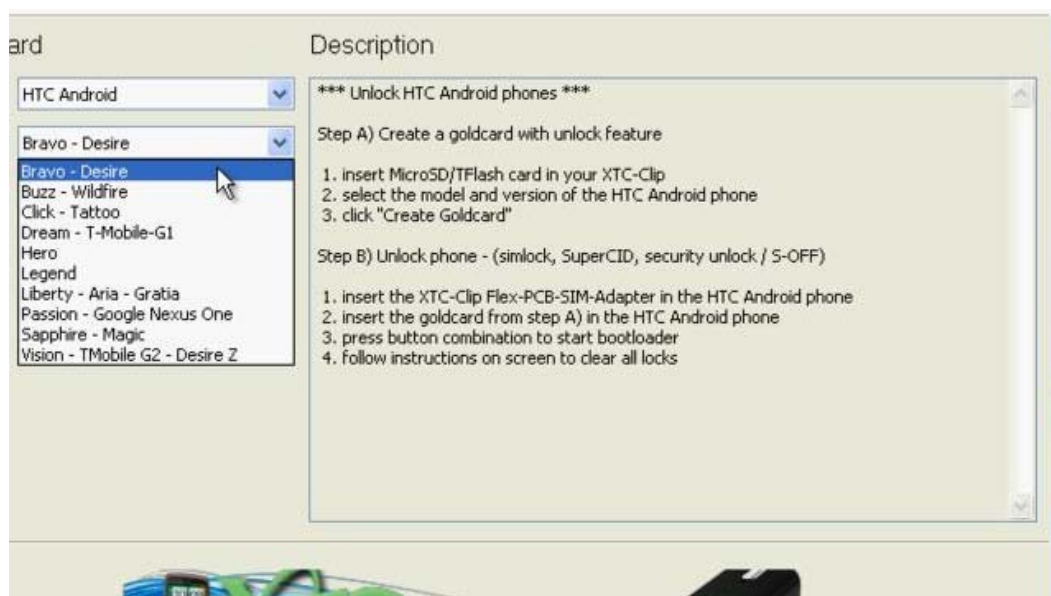 Description
HTC Android
Bravo - Desire
Bravo - Desire
Buzz - Wildfire
Click - Tattoo
Dream - T-Mobile-G1
Hero
Legend
Liberty - Aria - Gratia
Passion - Google Nexus One
Sapphire - Magic
Vision - TMobile G2 - Desire Z
*** Unlock HTC Android phones ***
Step A) Create a goldcard with unlock feature
1. insert MicroSD/TFlash card in your XTC-Clip
2. select the model and version of the HTC Android phone
3. click "Create Goldcard"
Step B) Unlock phone - (simlock, SuperCID, security unlock / S-OFF)
1. insert the XTC-Clip Flex-PCB-SIM-Adapter in the HTC Android phone
2. insert the goldcard from step A) in the HTC Android phone
3. press button combination to start bootloader
4. follow instructions on screen to clear all locks